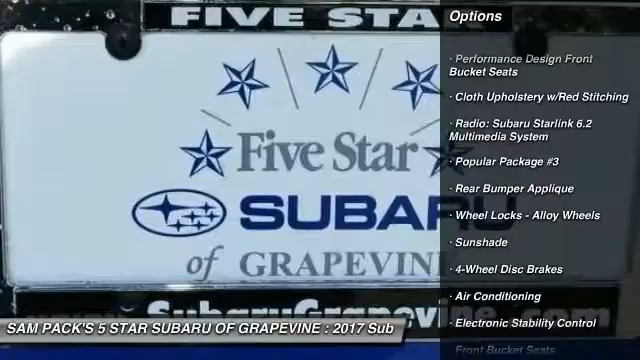 FIVE STAR
Five Star
SUBARU
of GRAPEVINE
www.SubaruGrapevine.com
SAM PACK'S 5 STAR SUBARU OF GRAPEVINE : 2017 Sub
Options
· Performance Design Front
Bucket Seats
· Cloth Upholstery w/Red Stitching
· Radio: Subaru Starlink 6.2
Multimedia System
· Popular Package #3
· Rear Bumper Applique
· Wheel Locks - Alloy Wheels
· Sunshade
· 4-Wheel Disc Brakes
· Air Conditioning
· Electronic Stability Control
· Front Bucket Seats